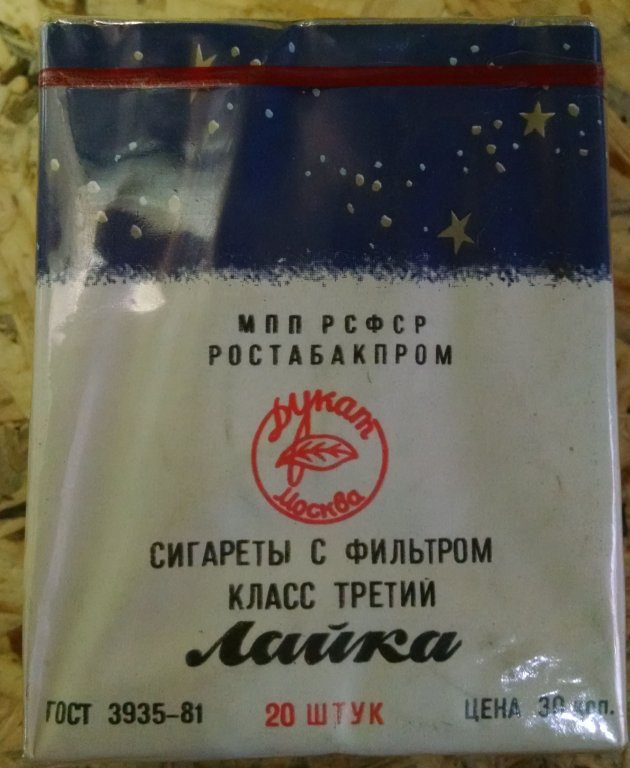 МПП РСФСР
РОСТАБАКПРОМ
Дукат
Москва
СИГАРЕТЫ С ФИЛЬТРОМ
КЛАСС ТРЕТИЙ
Лайка
ГОСТ 3935-81 20 ШТУК ЦЕНА 30 коп.